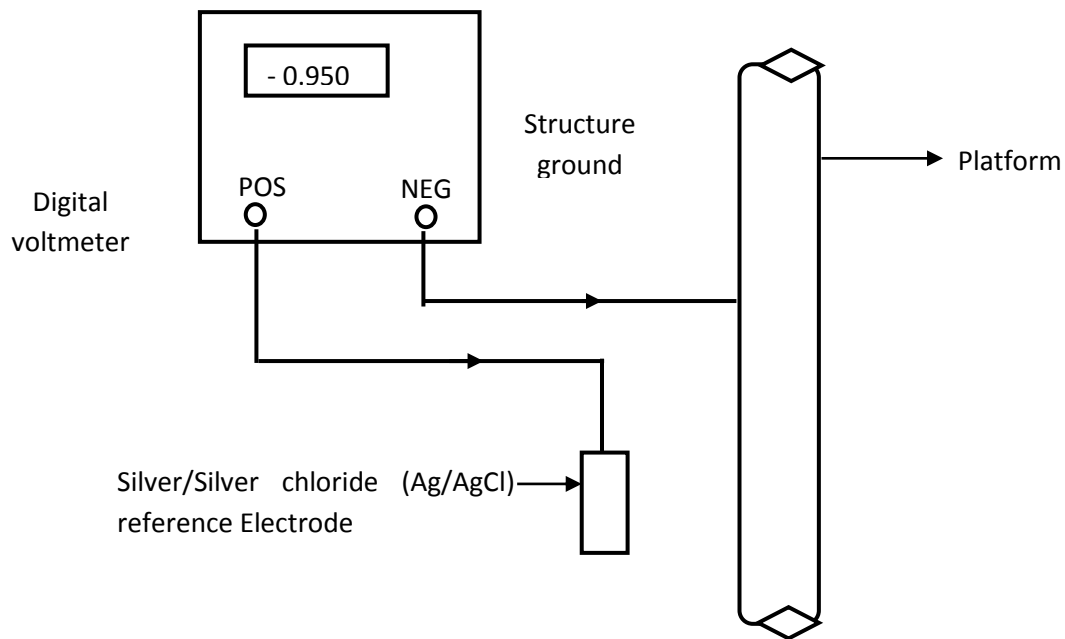 - 0.950
POS
NEG
Digital
voltmeter
Structure
ground
Platform
Silver/Silver chloride (Ag/AgCl)
reference Electrode